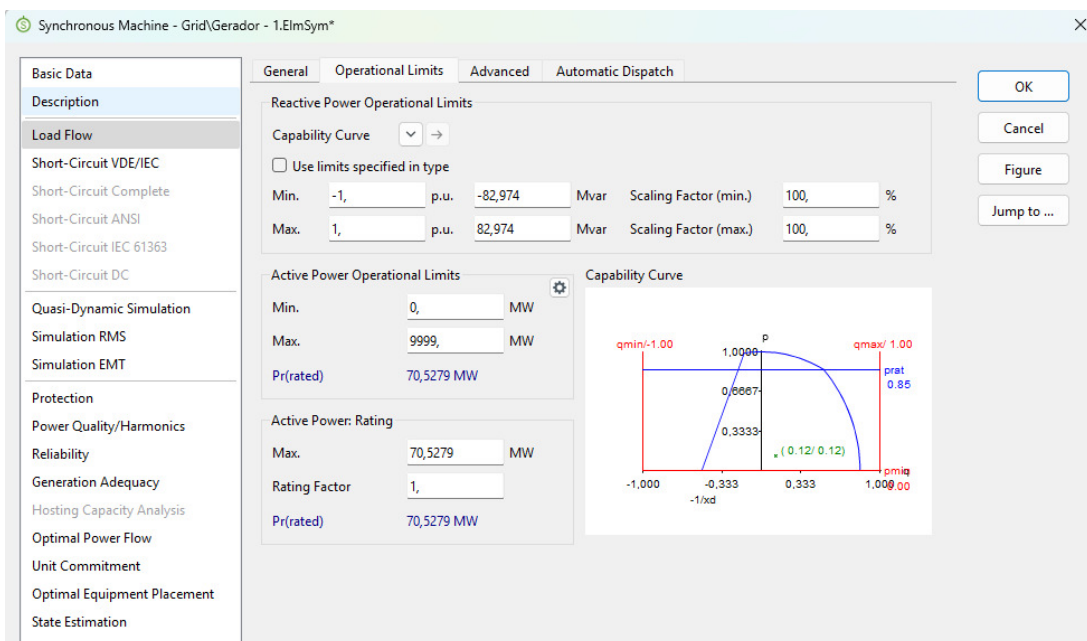 Synchronous Machine - Grid\Gerador - 1.ElmSym*
Basic Data
Description
Load Flow
Short-Circuit VDE/IEC
Short-Circuit Complete
Short-Circuit ANSI
Short-Circuit IEC 61363
Short-Circuit DC
Quasi-Dynamic Simulation
Simulation RMS
Simulation EMT
Protection
Power Quality/Harmonics
Reliability
Generation Adequacy
Hosting Capacity Analysis
Optimal Power Flow
Unit Commitment
Optimal Equipment Placement
State Estimation
General Operational Limits Advanced Automatic Dispatch
Reactive Power Operational Limits
Capability Curve
Use limits specified in type
Min. -1, p.u. -82,974 Mvar Scaling Factor (min.) 100, %
Max. 1, p.u. 82,974 Mvar Scaling Factor (max.) 100, %
Active Power Operational Limits
Min. 0, MW
Max. 9999, MW
Pr(rated) 70,5279 MW
Active Power: Rating
Max. 70,5279 MW
Rating Factor 1,
Pr(rated) 70,5279 MW
Capability Curve
p
qmin/-1.00 1,0000 qmax/ 1.00
prat
0.85
0,6667
0,3333
( 0.12/ 0.12)
pmin
q
-1,000 -0,333 0,333 1,000
-1/xd
OK
Cancel
Figure
Jump to ...